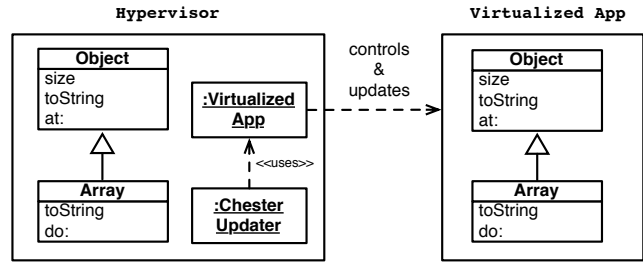 Hypervisor
Object
size
toString
at:
Array
toString
do:
:Virtualized
App
<<uses>>
:Chester
Updater
controls
&
updates
Virtualized App
Object
size
toString
at:
Array
toString
do: